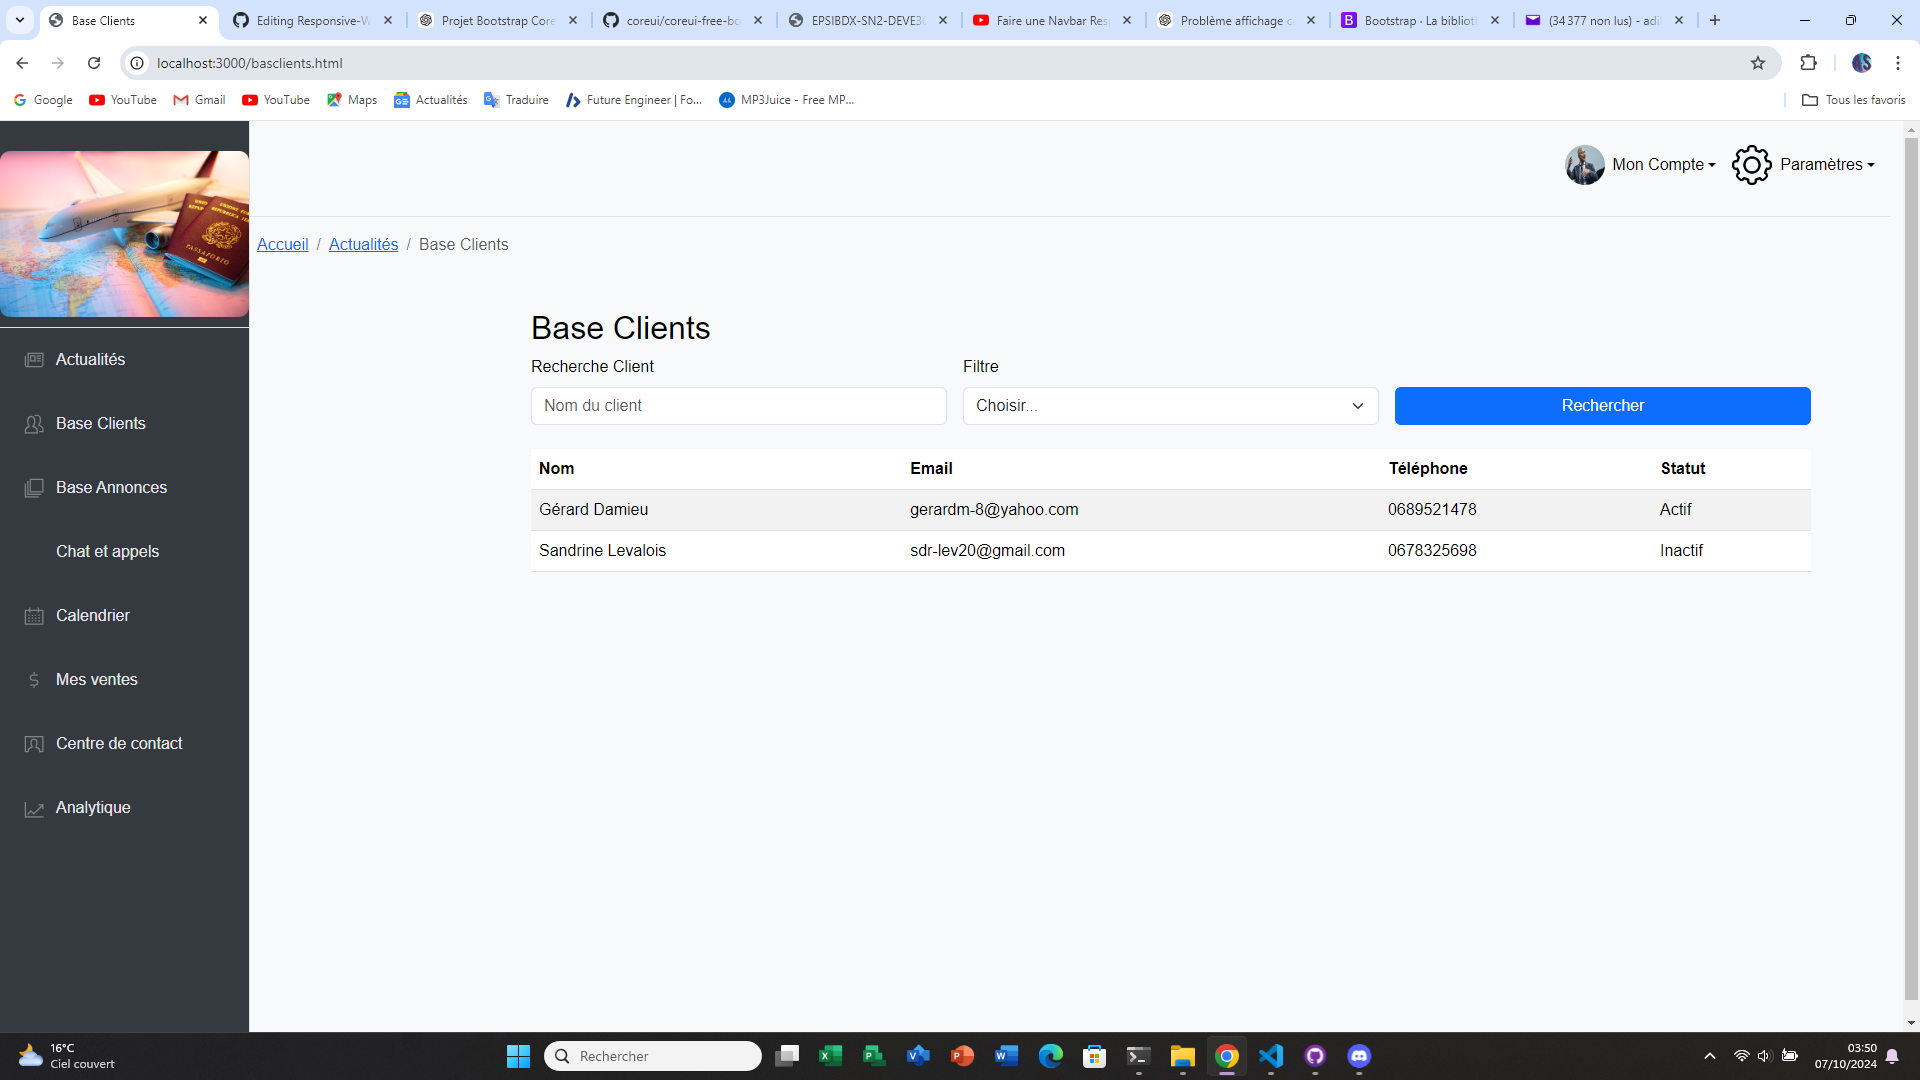 Base Clients
Editing Responsive-W
Projet Bootstrap Core
coreui/coreui-free-bo
EPSIBDX-SN2-DEVE3
Faire une Navbar Res
Problème affichage c
Bootstrap · La bibliot
(34 377 non lus) - adi
localhost:3000/basclients.html
Google
YouTube
Gmail
YouTube
Maps
Actualités
Traduire
Future Engineer | Fo...
MP3Juice - Free MP...
Tous les favoris
Mon Compte
Paramètres
Accueil / Actualités / Base Clients
Actualités
Base Clients
Base Annonces
Chat et appels
Calendrier
Mes ventes
Centre de contact
Analytique
Base Clients
Recherche Client
Filtre
Nom du client
Choisir...
Rechercher
Nom Email Téléphone Statut
Gérard Damieu gerardm-8@yahoo.com 0689521478 Actif
Sandrine Levalois sdr-lev20@gmail.com 0678325698 Inactif
16°C
Ciel couvert
Rechercher
03:50
07/10/2024